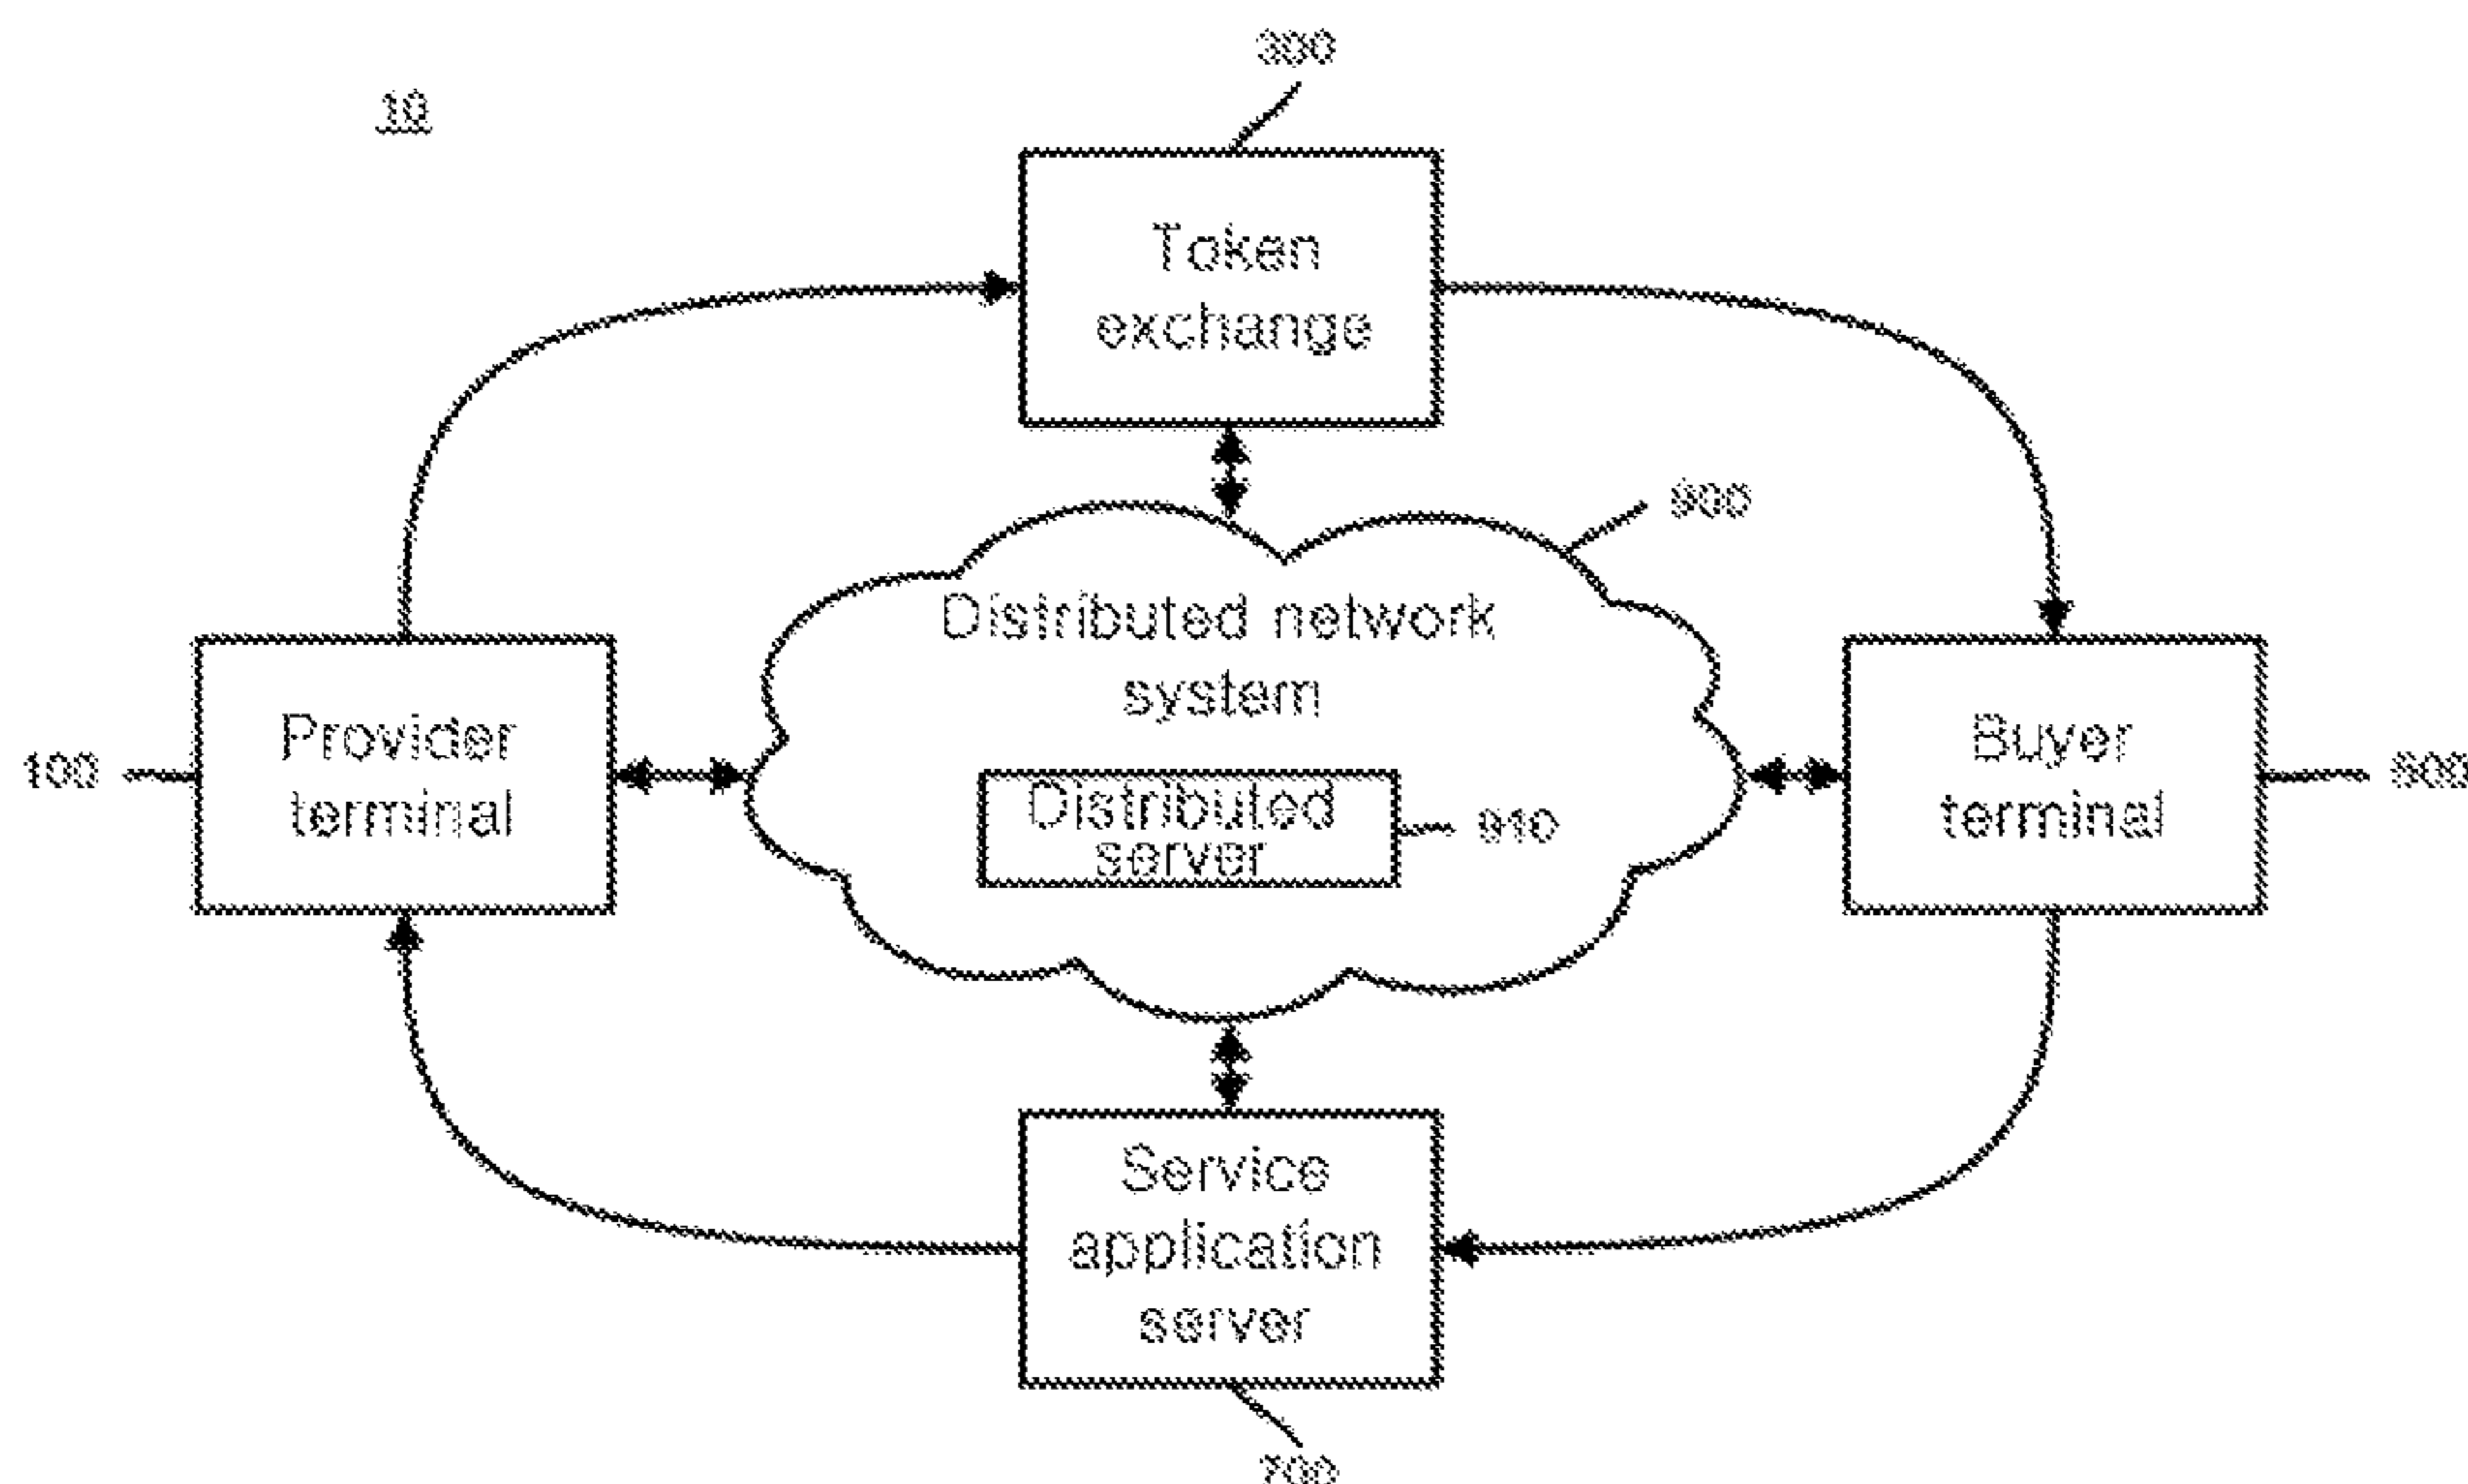 300
10
Token
exchange
900
Distributed network
system
Provider
terminal
Buyer
terminal
100
Distributed
server
910
Service
application
server
700